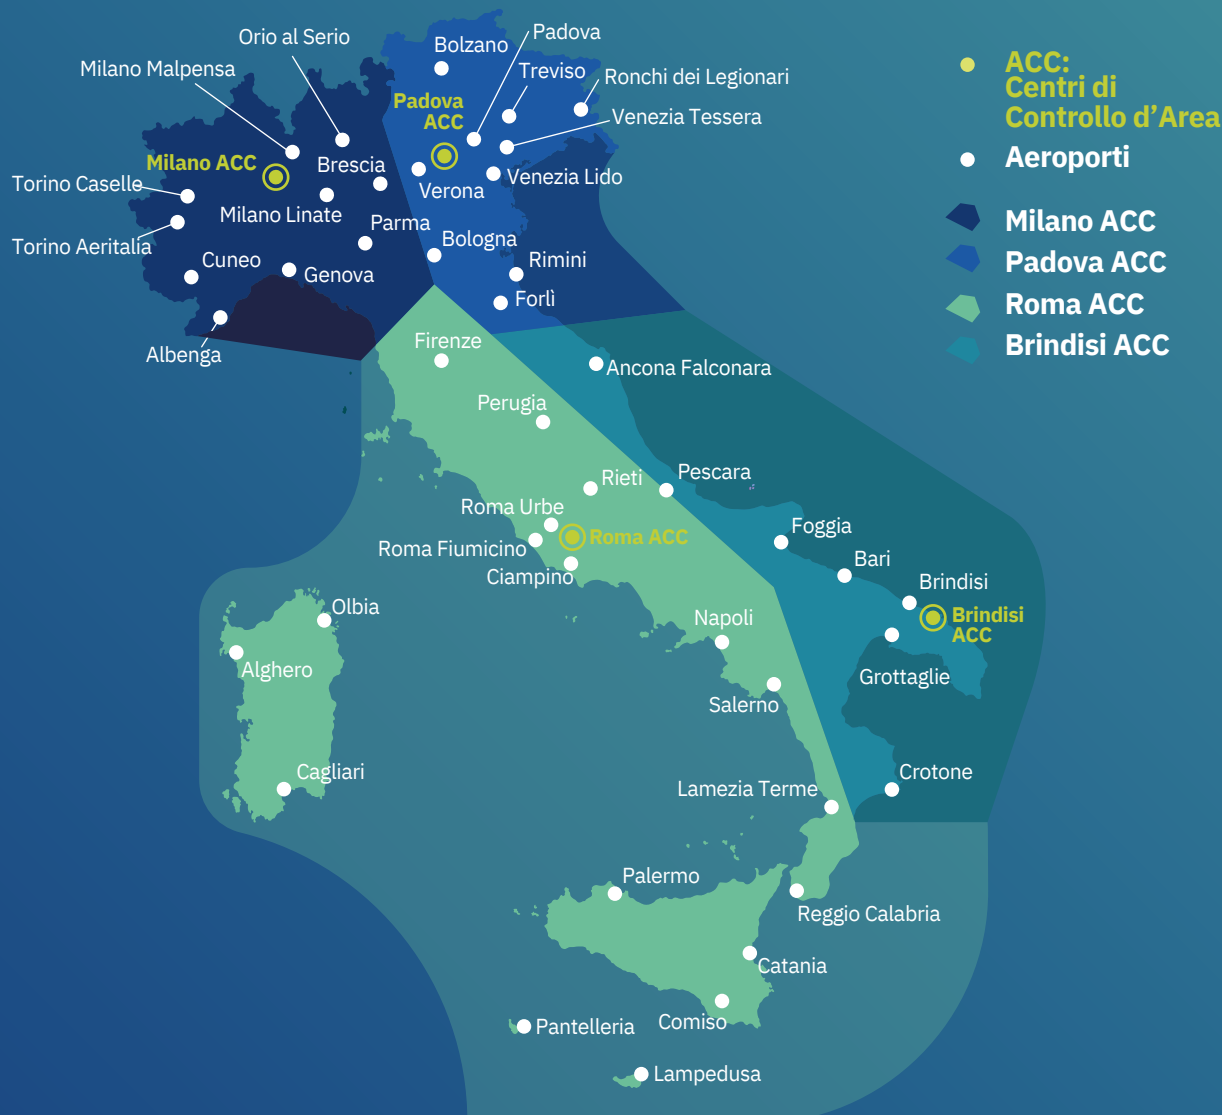 Orio al Serio
Milano Malpensa
Bolzano
Padova
Treviso
Ronchi dei Legionari
Padova
ACC
Venezia Tessera
Milano ACC
Brescia
Torino Caselle
Verona
Venezia Lido
Milano Linate
Parma
Torino Aeritalia
Bologna
Cuneo
Genova
Rimini
Forlì
Albenga
Firenze
Ancona Falconara
Perugia
Rieti
Pescara
Roma Urbe
Roma ACC
Roma Fiumicino
Ciampino
Foggia
Bari
Brindisi
Brindisi
ACC
Olbia
Napoli
Alghero
Grottaglie
Salerno
Cagliari
Crotone
Lamezia Terme
Palermo
Reggio Calabria
Catania
Comiso
Pantelleria
Lampedusa
ACC:
Centri di
Controllo d’Area
Aeroporti
Milano ACC
Padova ACC
Roma ACC
Brindisi ACC